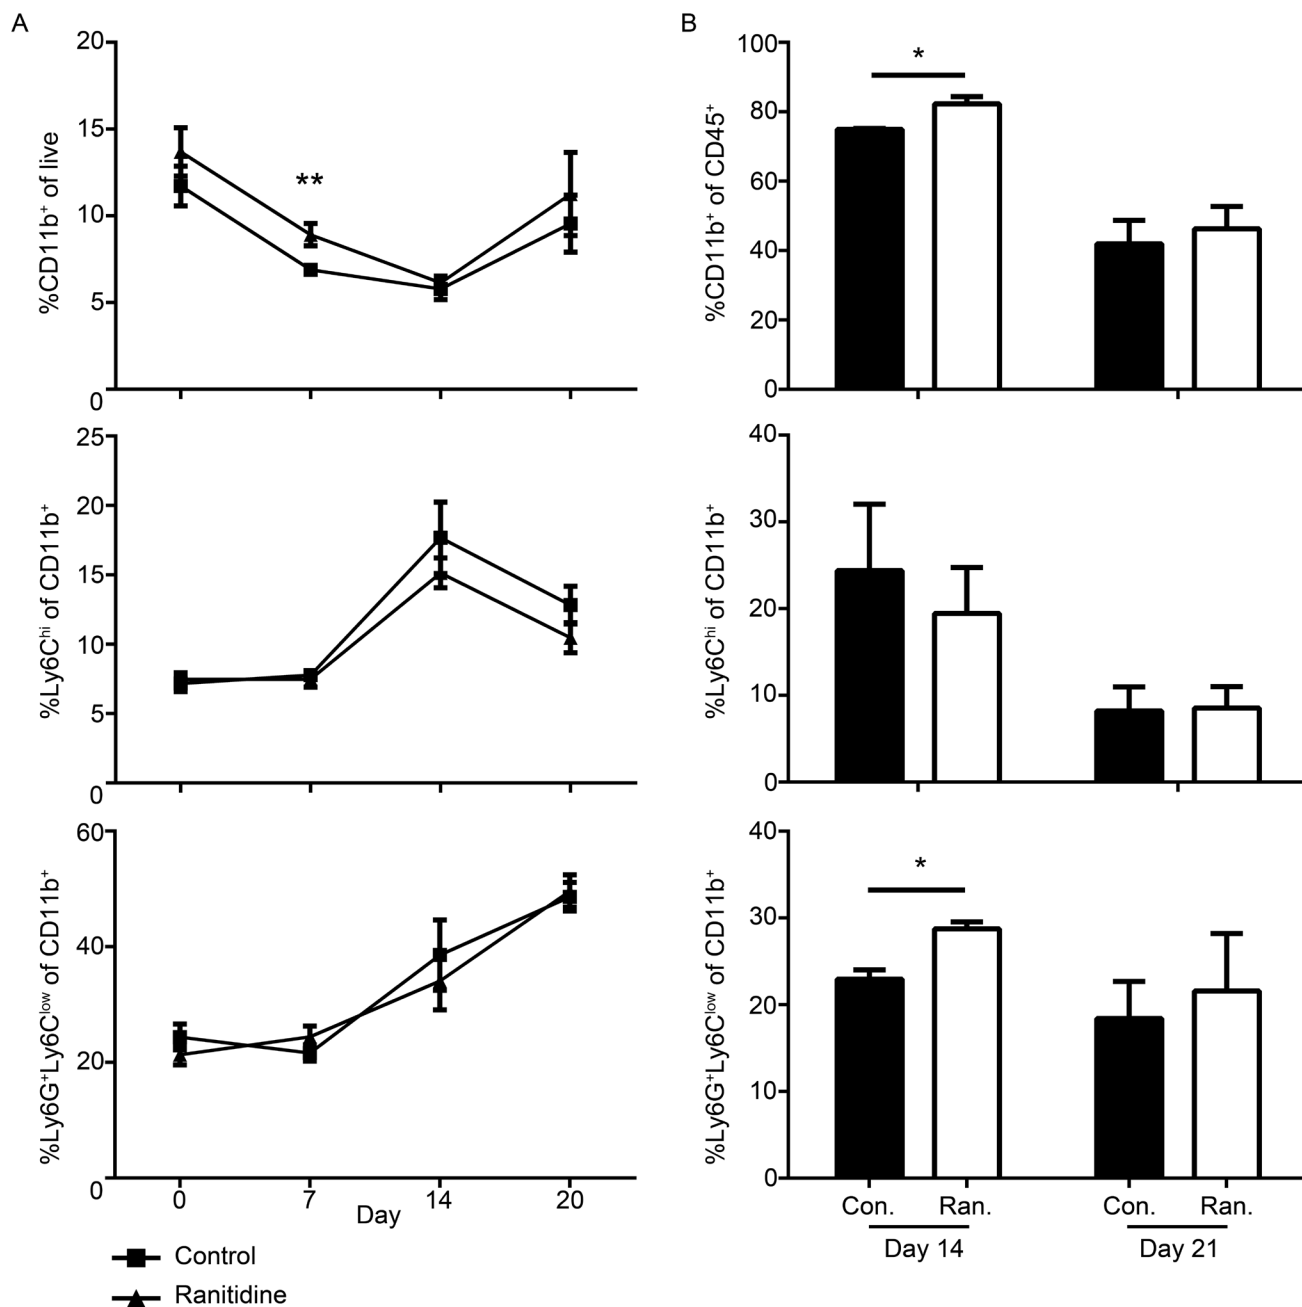 A
%CD11b⁺ of live
20
15
10
5
0
**
%Ly6Cʰⁱ of CD11b⁺
25
20
15
10
5
0
%Ly6G⁺Ly6Cˡᵒʷ of CD11b⁺
60
40
20
0
0 7 14 20
Day
Control
Ranitidine
B
%CD11b⁺ of CD45⁺
100
80
60
40
20
0
*
%Ly6Cʰⁱ of CD11b⁺
40
30
20
10
0
%Ly6G⁺Ly6Cˡᵒʷ of CD11b⁺
40
30
20
10
0
*
Con. Ran. Con. Ran.
Day 14 Day 21